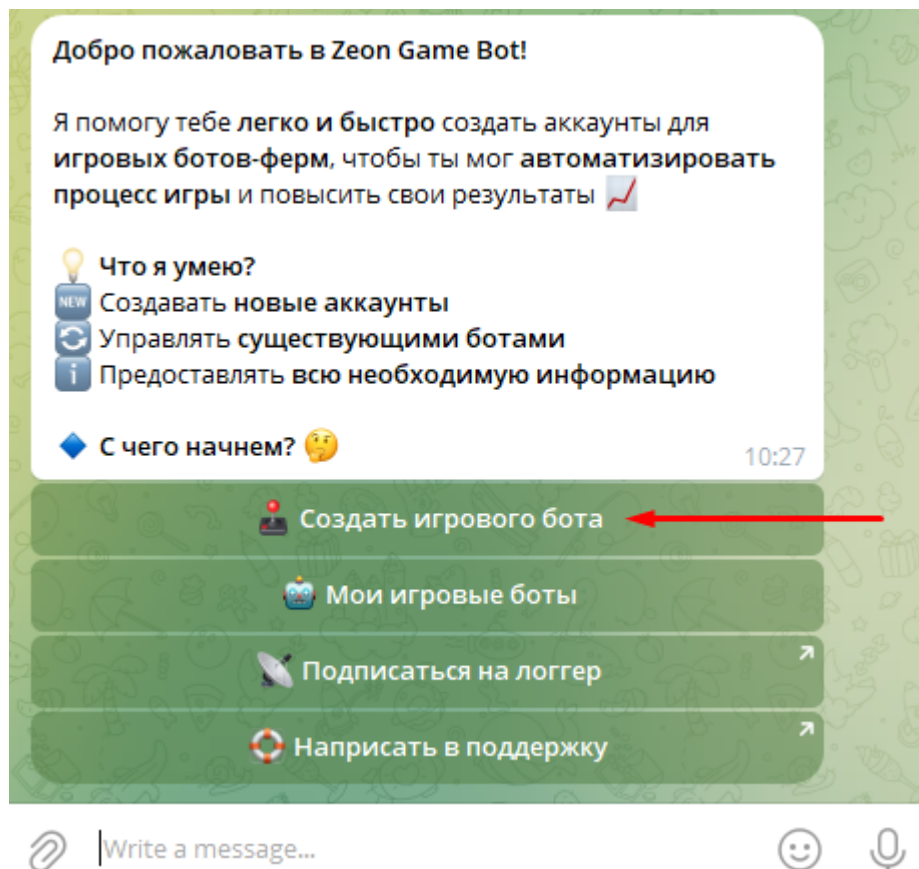 Добро пожаловать в Zeon Game Bot!
Я помогу тебе легко и быстро создать аккаунты для
игровых ботов-ферм, чтобы ты мог автоматизировать
процесс игры и повысить свои результаты 📈
💡 Что я умею?
🆕 Создавать новые аккаунты
🔄 Управлять существующими ботами
ℹ️ Предоставлять всю необходимую информацию
🔹 С чего начнем? 🤔
10:27
🕹️ Создать игрового бота
🤖 Мои игровые боты
📡 Подписаться на логгер
🛟 Написать в поддержку
Write a message...